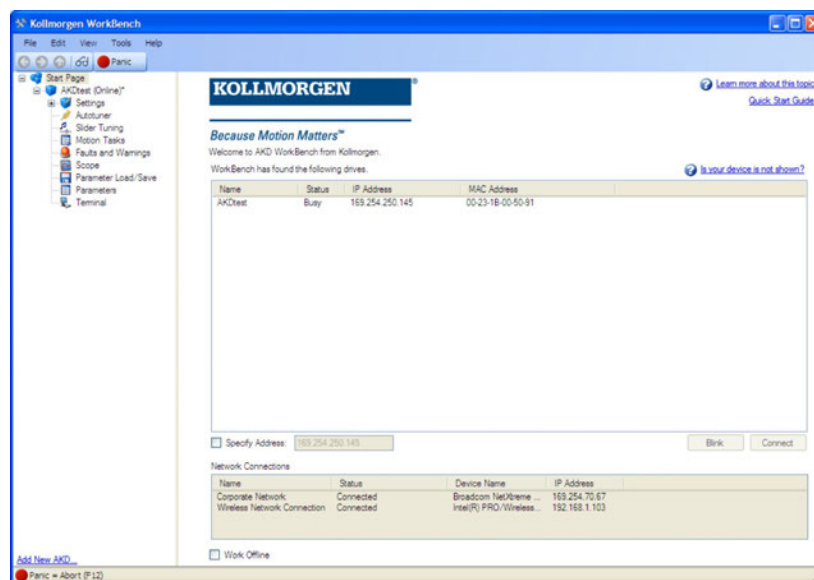 Kollmorgen WorkBench
File Edit View Tools Help
Panic
Start Page
AKDtest (Online)*
Settings
Autotuner
Slider Tuning
Motion Tasks
Faults and Warnings
Scope
Parameter Load/Save
Parameters
Terminal
Add New AKD...
KOLLMORGEN
®
Because Motion Matters™
Learn more about this topic
Quick Start Guide
Welcome to AKD WorkBench from Kollmorgen.
WorkBench has found the following drives.
Is your device is not shown?
Name Status IP Address MAC Address
AKDtest Busy 169.254.250.145 00-23-1B-00-50-91
Specify Address: 169.254.250.145 Blink Connect
Network Connections
Name Status Device Name IP Address
Corporate Network Connected Broadcom NetXtreme ... 169.254.70.67
Wireless Network Connection Connected Intel(R) PRO/Wireless... 192.168.1.103
Work Offline
Panic = Abort (F12)